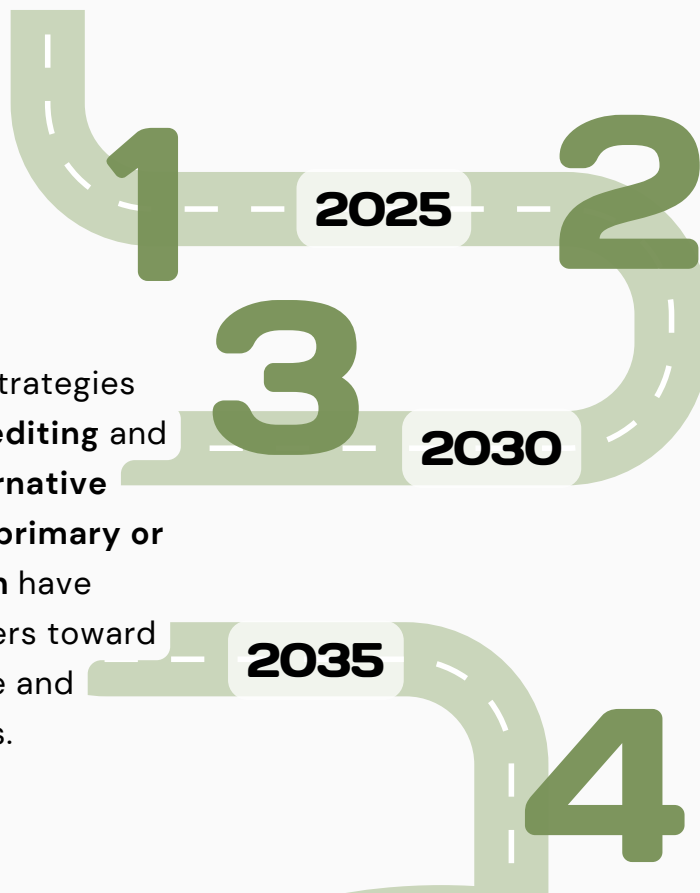 1
2025
2
3
trategies
editing and
2030
rnative
primary or
have
ers toward
2035
and
s.
4